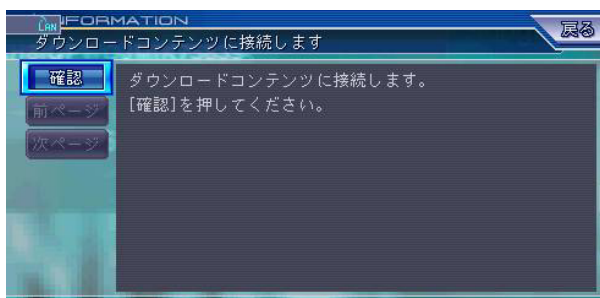 LAN
INFORMATION
ダウンロードコンテンツに接続します
戻る
確認
前ページ
次ページ
ダウンロードコンテンツに接続します。
[確認]を押してください。